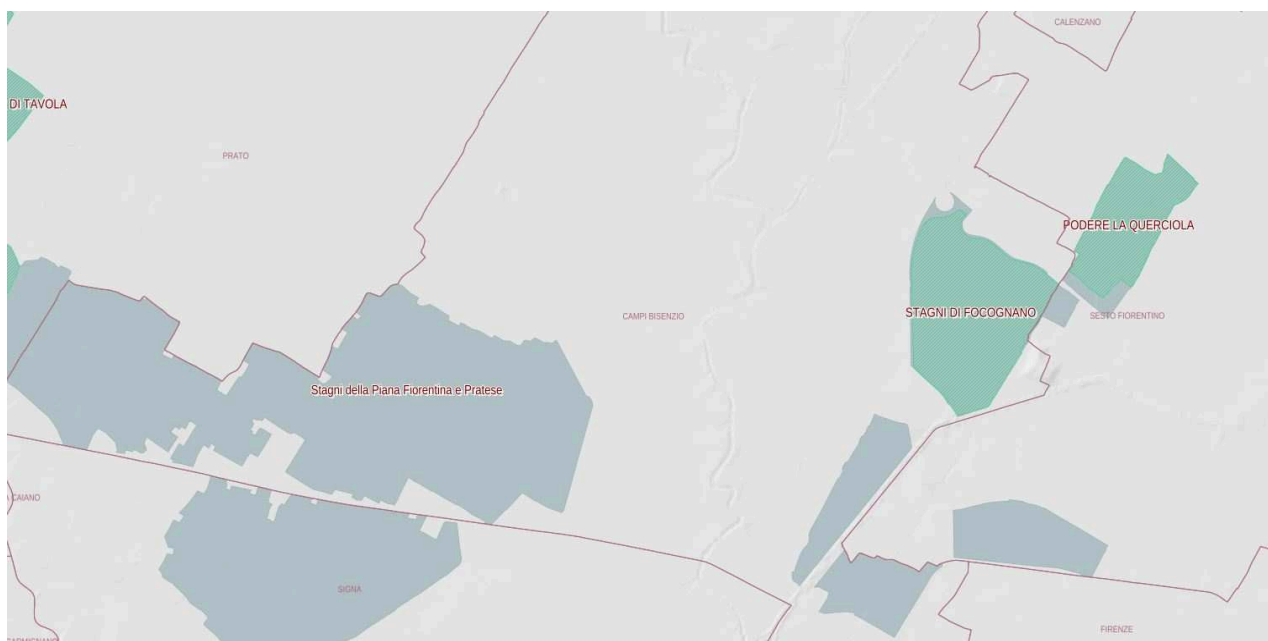 CALENZANO
DI TAVOLA
PRATO
PODERE LA QUERCIOLA
STAGNI DI FOCOGNANO
CAMPI BISENZIO
SESTO FIORENTINO
Stagni della Piana Fiorentina e Pratese
A CAIANO
SIGNA
FIRENZE
CARMIGNANO